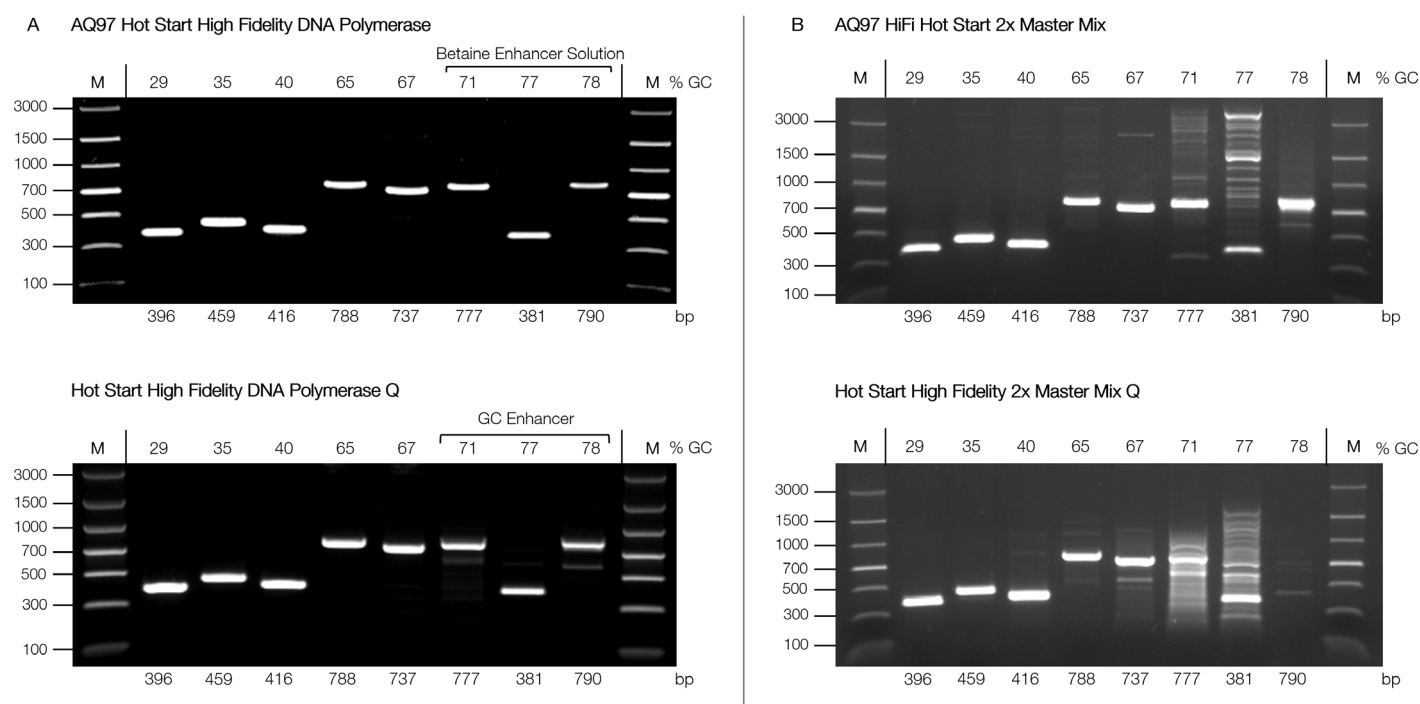 A AQ97 Hot Start High Fidelity DNA Polymerase
Betaine Enhancer Solution
M 29 35 40 65 67 71 77 78 M % GC
3000
1500
1000
700
500
300
100
396 459 416 788 737 777 381 790 bp
Hot Start High Fidelity DNA Polymerase Q
GC Enhancer
M 29 35 40 65 67 71 77 78 M % GC
3000
1500
1000
700
500
300
100
396 459 416 788 737 777 381 790 bp
B AQ97 HiFi Hot Start 2x Master Mix
M 29 35 40 65 67 71 77 78 M % GC
3000
1500
1000
700
500
300
100
396 459 416 788 737 777 381 790 bp
Hot Start High Fidelity 2x Master Mix Q
M 29 35 40 65 67 71 77 78 M % GC
3000
1500
1000
700
500
300
100
396 459 416 788 737 777 381 790 bp